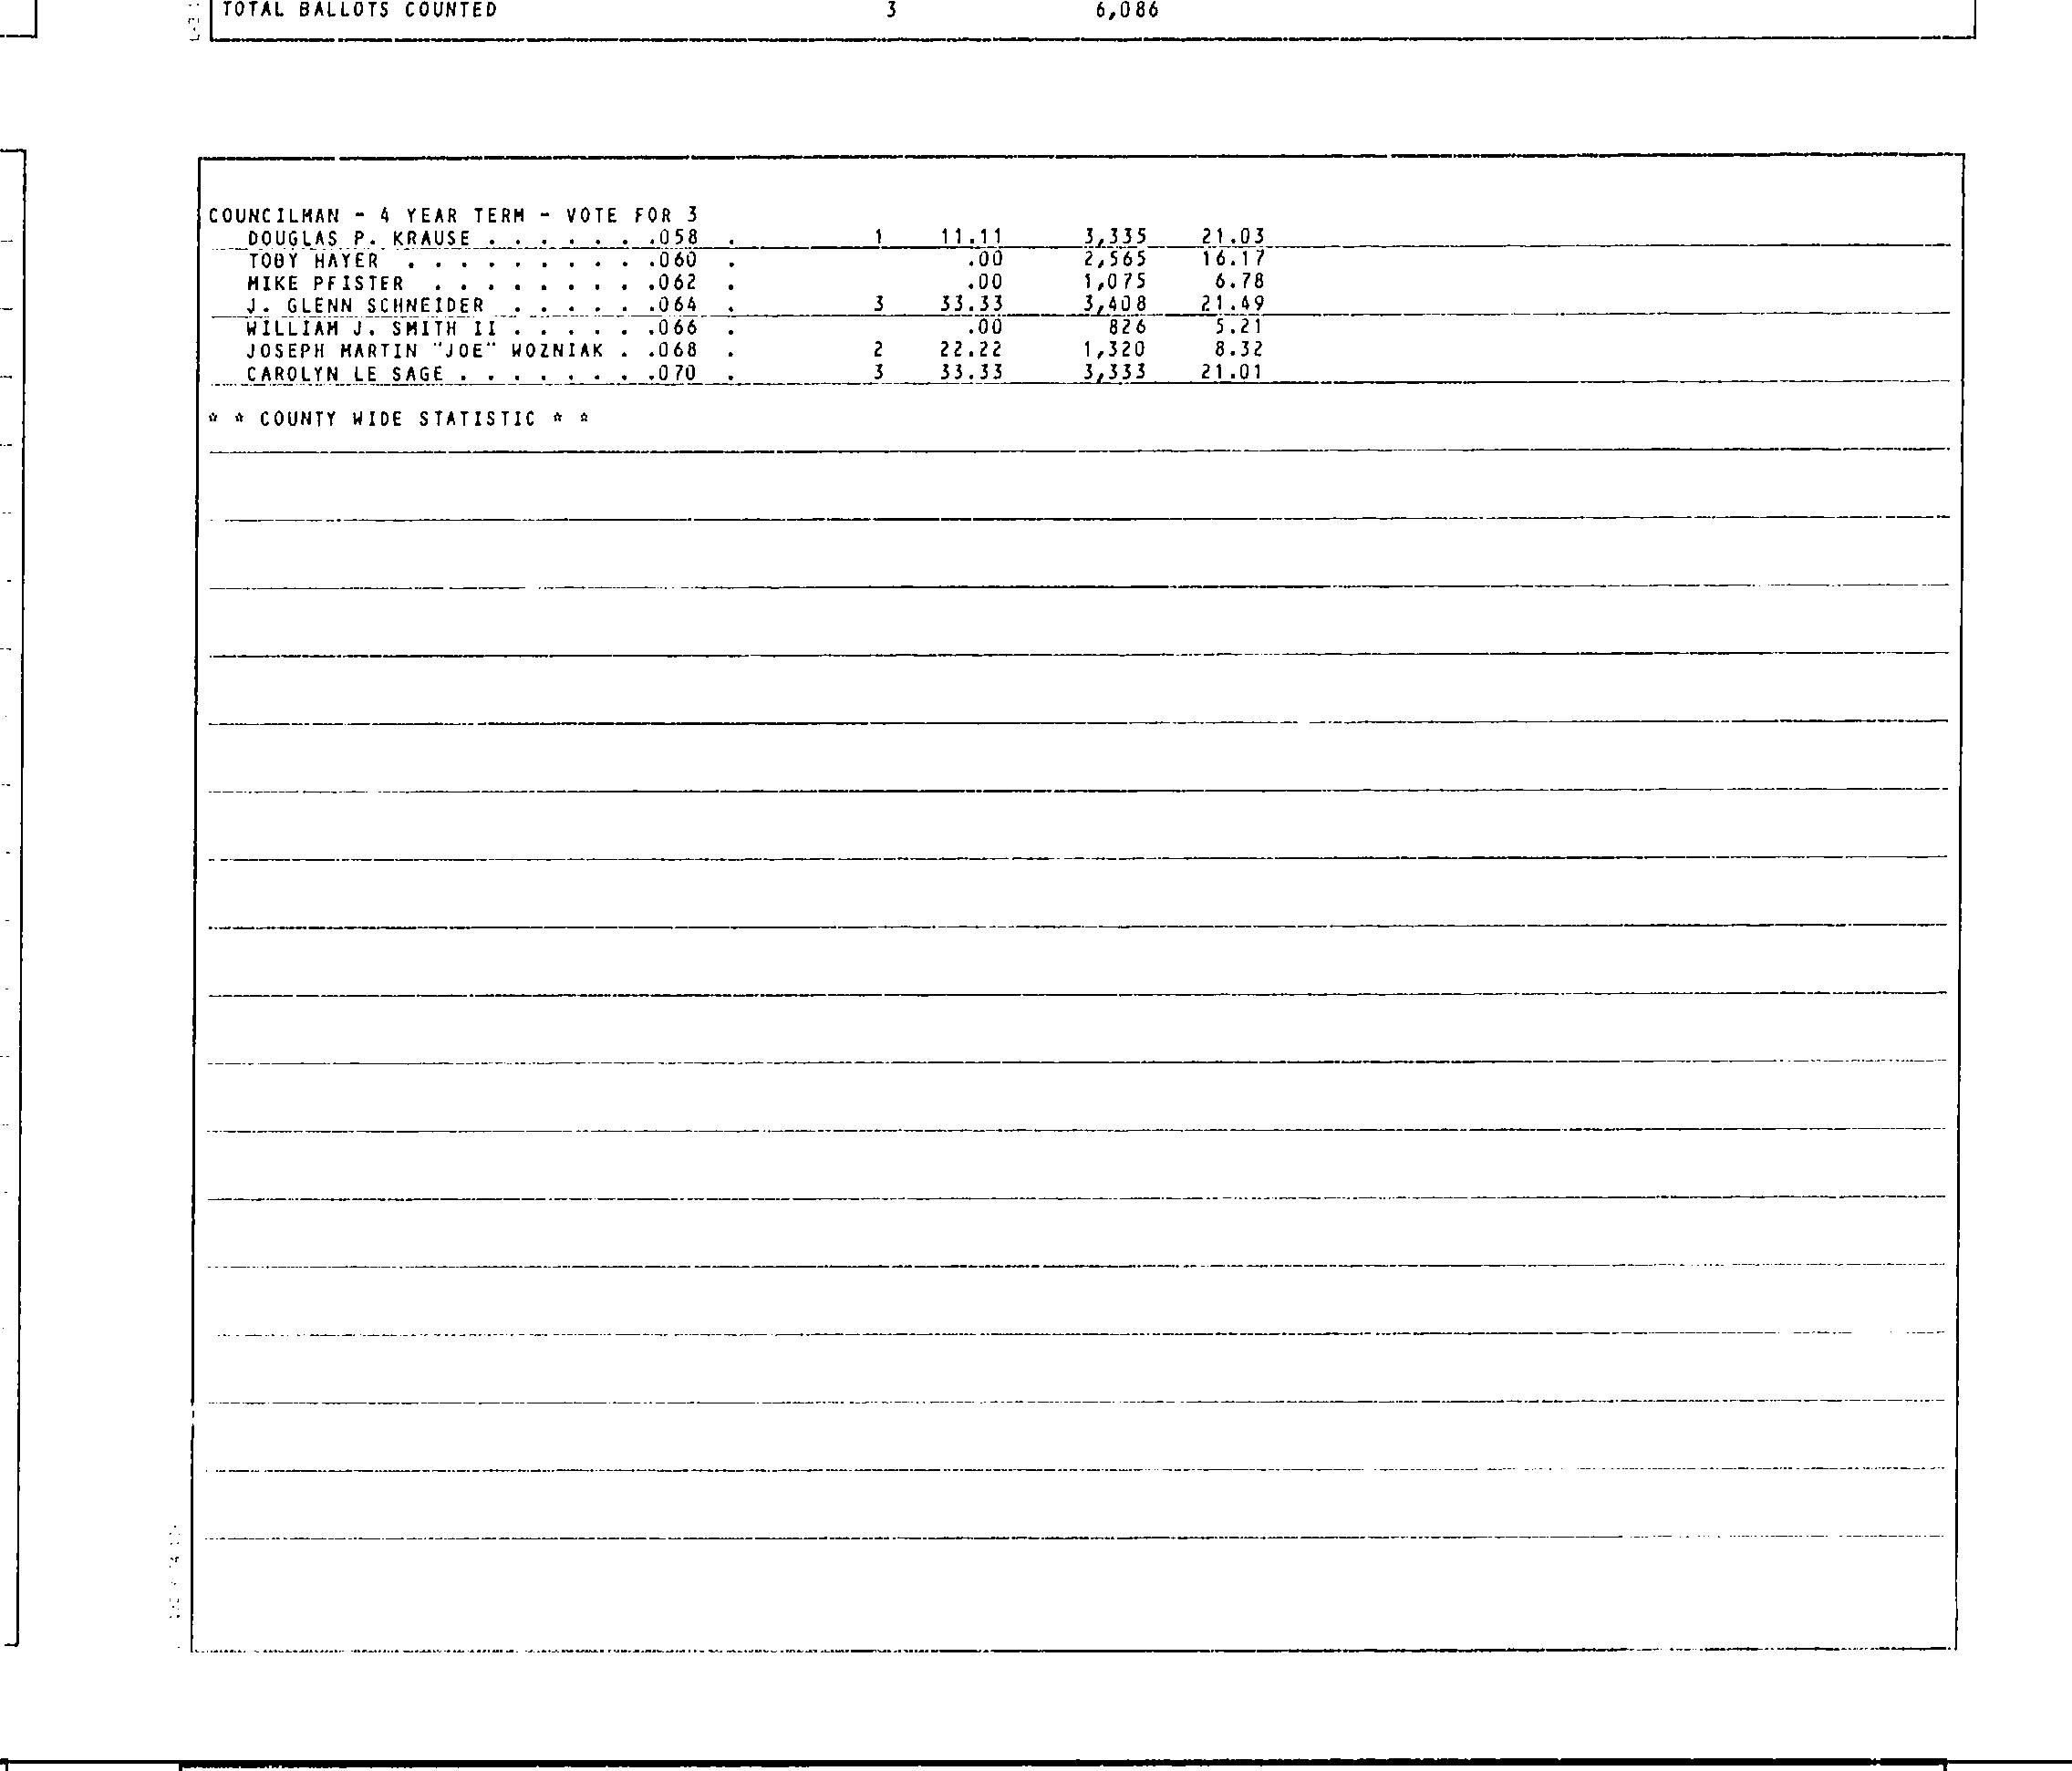 TOTAL BALLOTS COUNTED 3 6,086
COUNCILMAN - 4 YEAR TERM - VOTE FOR 3
DOUGLAS P. KRAUSE . . . . . . .058 . 1 11.11 3,335 21.03
TOBY HAYER . . . . . . . . . .060 . .00 2,565 16.17
MIKE PFISTER . . . . . . . . .062 . .00 1,075 6.78
J. GLENN SCHNEIDER . . . . . .064 . 3 33.33 3,408 21.49
WILLIAM J. SMITH II . . . . . .066 . .00 826 5.21
JOSEPH MARTIN "JOE" WOZNIAK . .068 . 2 22.22 1,320 8.32
CAROLYN LE SAGE . . . . . . . .070 . 3 33.33 3,333 21.01
* * COUNTY WIDE STATISTIC * *